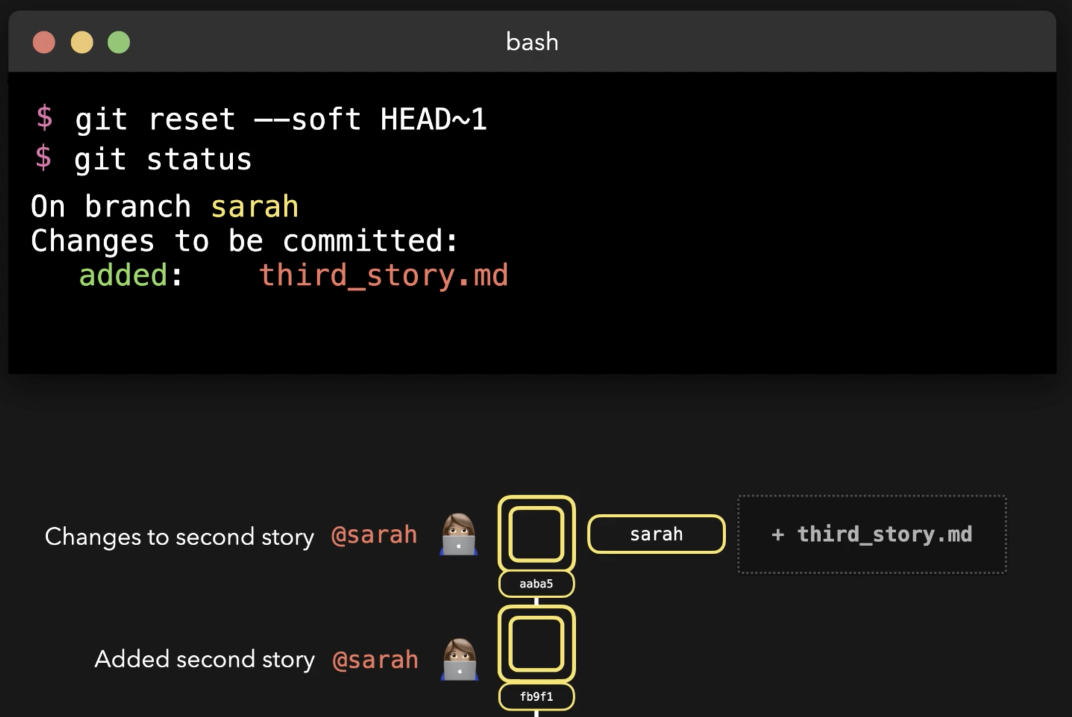 bash
$ git reset --soft HEAD~1
$ git status
On branch sarah
Changes to be committed:
added: third_story.md
Changes to second story @sarah sarah + third_story.md
aaba5
Added second story @sarah
fb9f1